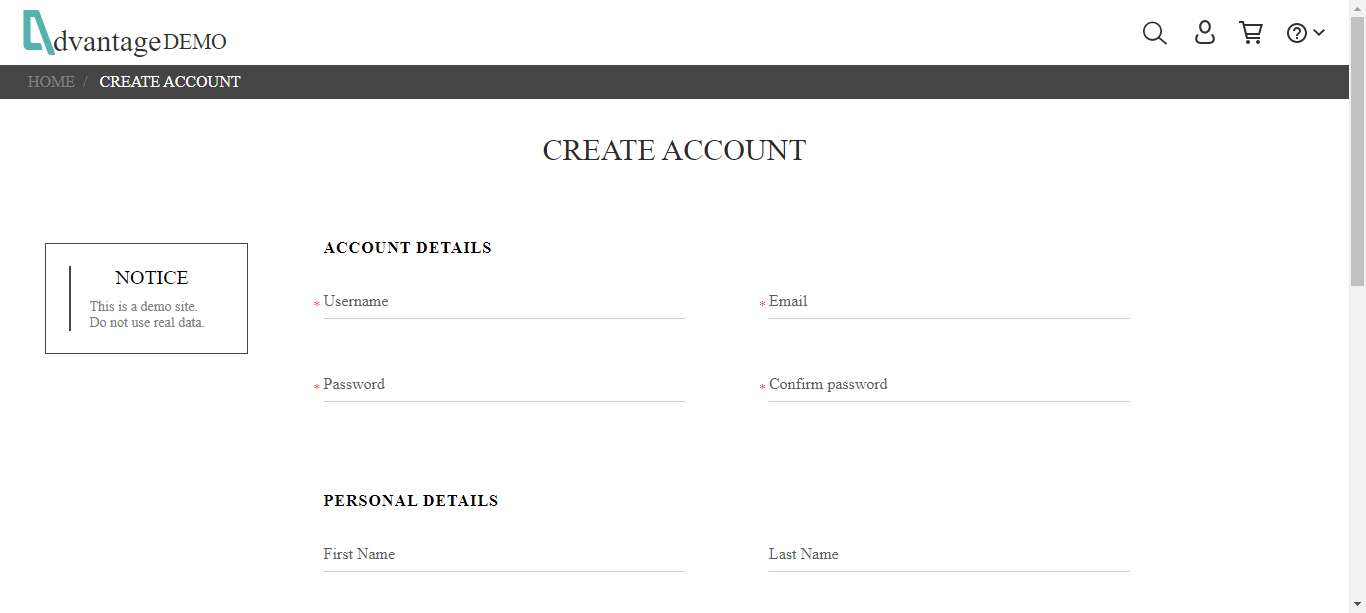 dvantage DEMO
HOME / CREATE ACCOUNT
CREATE ACCOUNT
NOTICE
This is a demo site.
Do not use real data.
ACCOUNT DETAILS
* Username
* Email
* Password
* Confirm password
PERSONAL DETAILS
First Name
Last Name